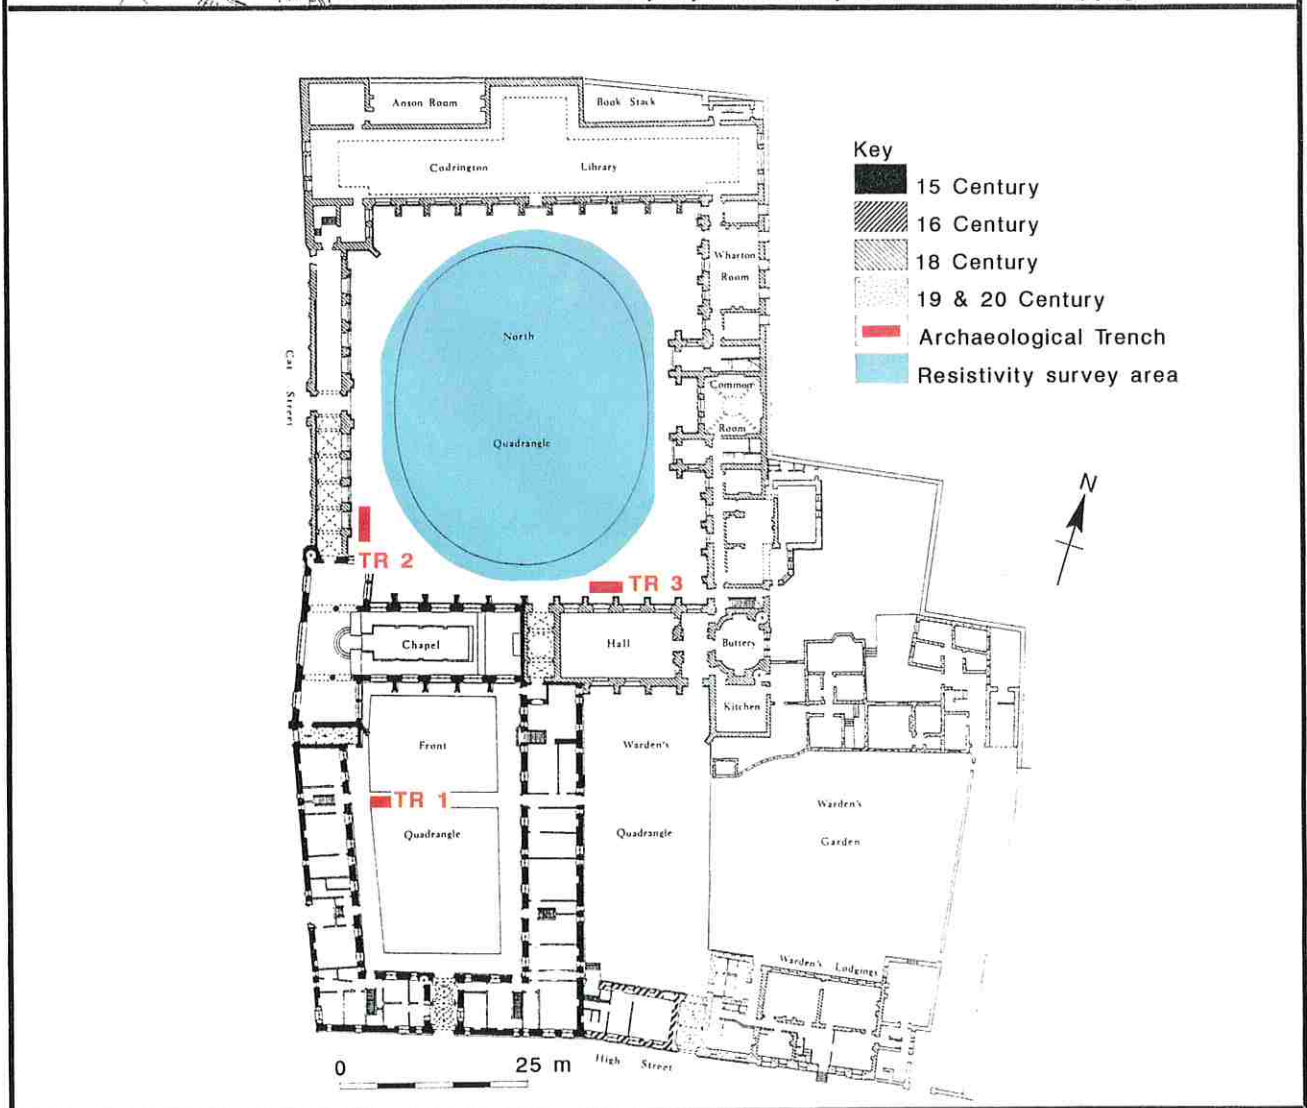 Anson Room
Book Stack
Codrington Library
Key
15 Century
16 Century
18 Century
19 & 20 Century
Archaeological Trench
Resistivity survey area
Wharton
Room
North
Cat Street
Common
Room
Quadrangle
N
TR 2
TR 3
Chapel
Hall
Buttery
Kitchen
Front
Warden's
TR 1
Warden's
Quadrangle
Quadrangle
Garden
Warden's Lodgings
0 25 m
High Street